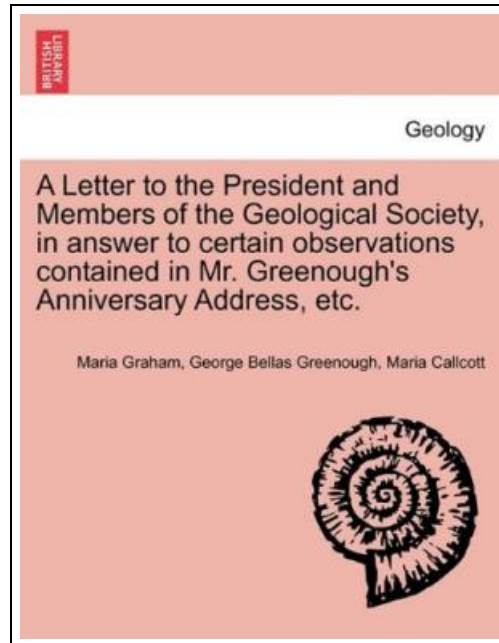 BRITISH
LIBRARY
Geology
A Letter to the President and
Members of the Geological Society,
in answer to certain observations
contained in Mr. Greenough's
Anniversary Address, etc.
Maria Graham, George Bellas Greenough, Maria Callcott